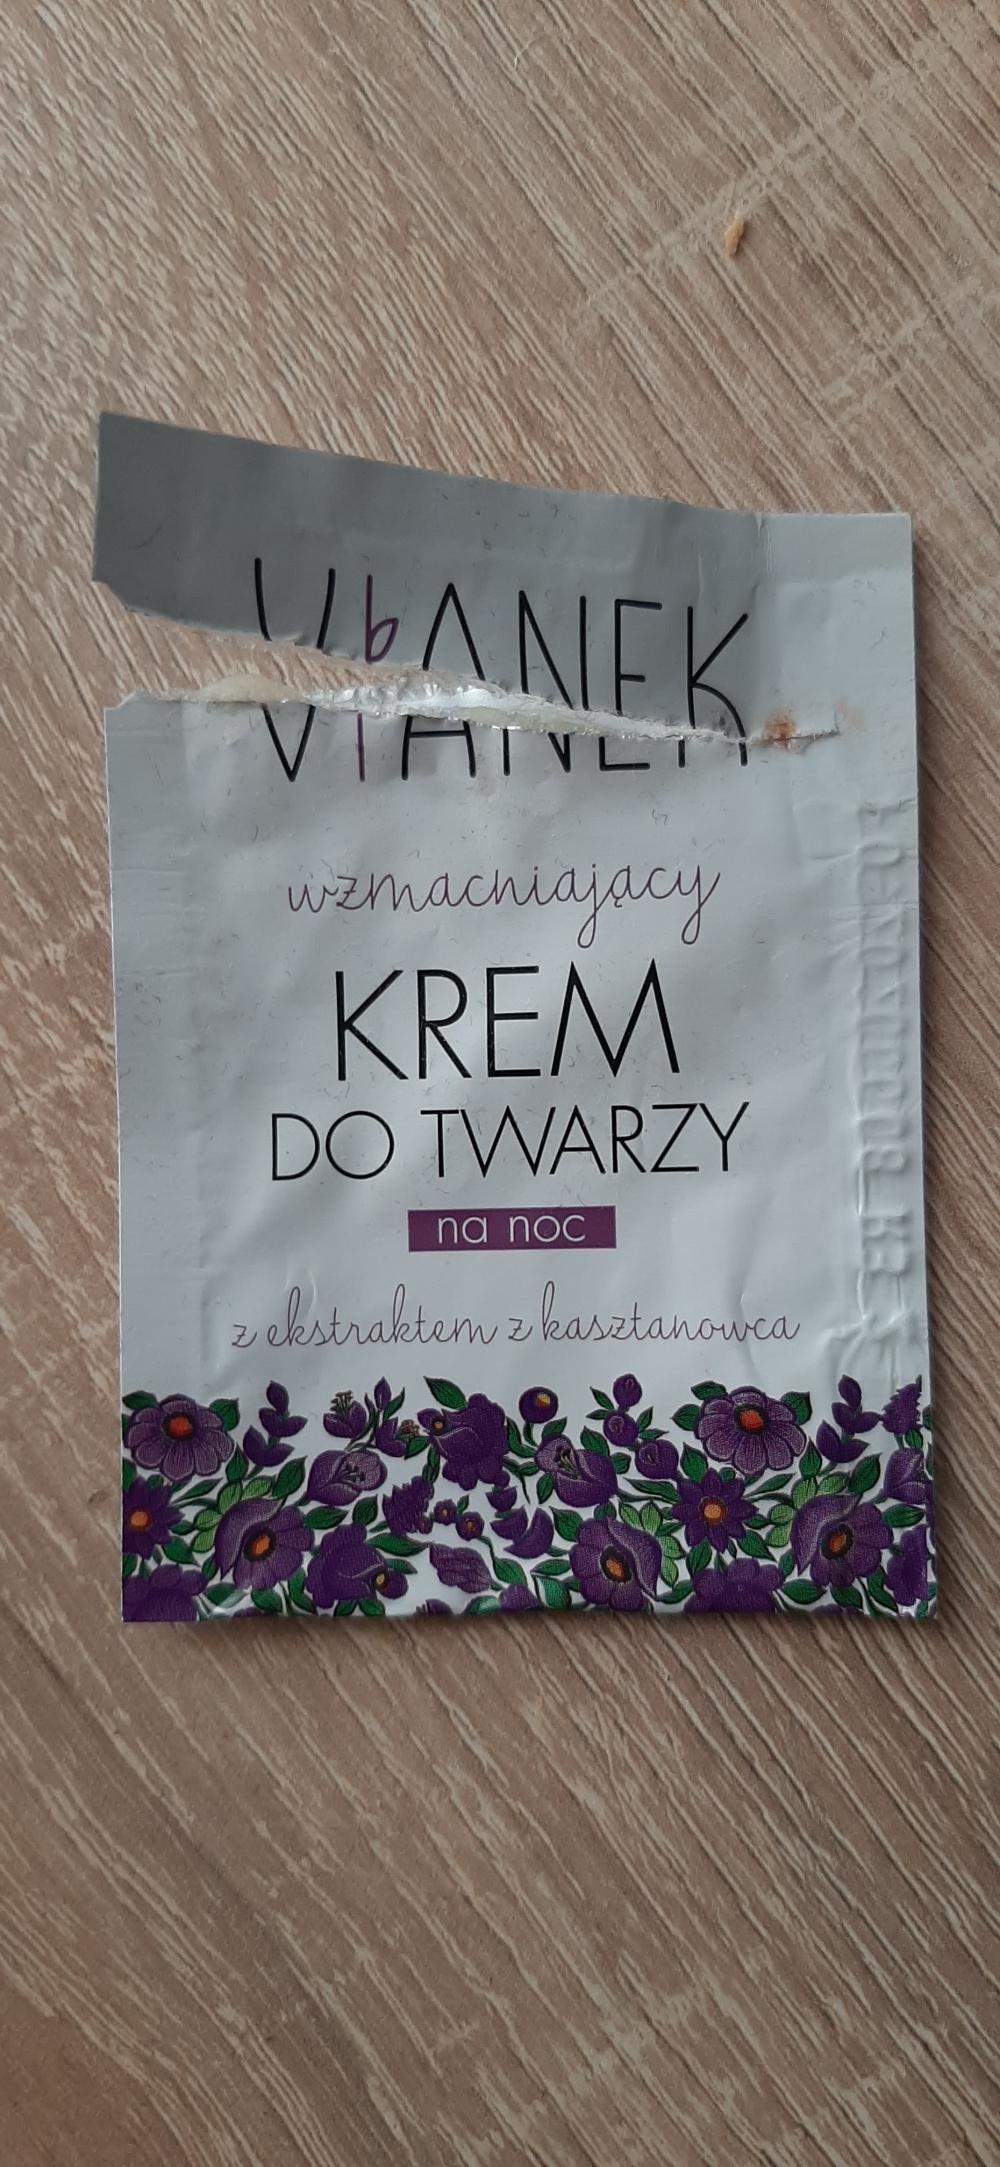 VIANEK
wzmacniający
KREM
DO TWARZY
na noc
z ekstraktem z kasztanowca